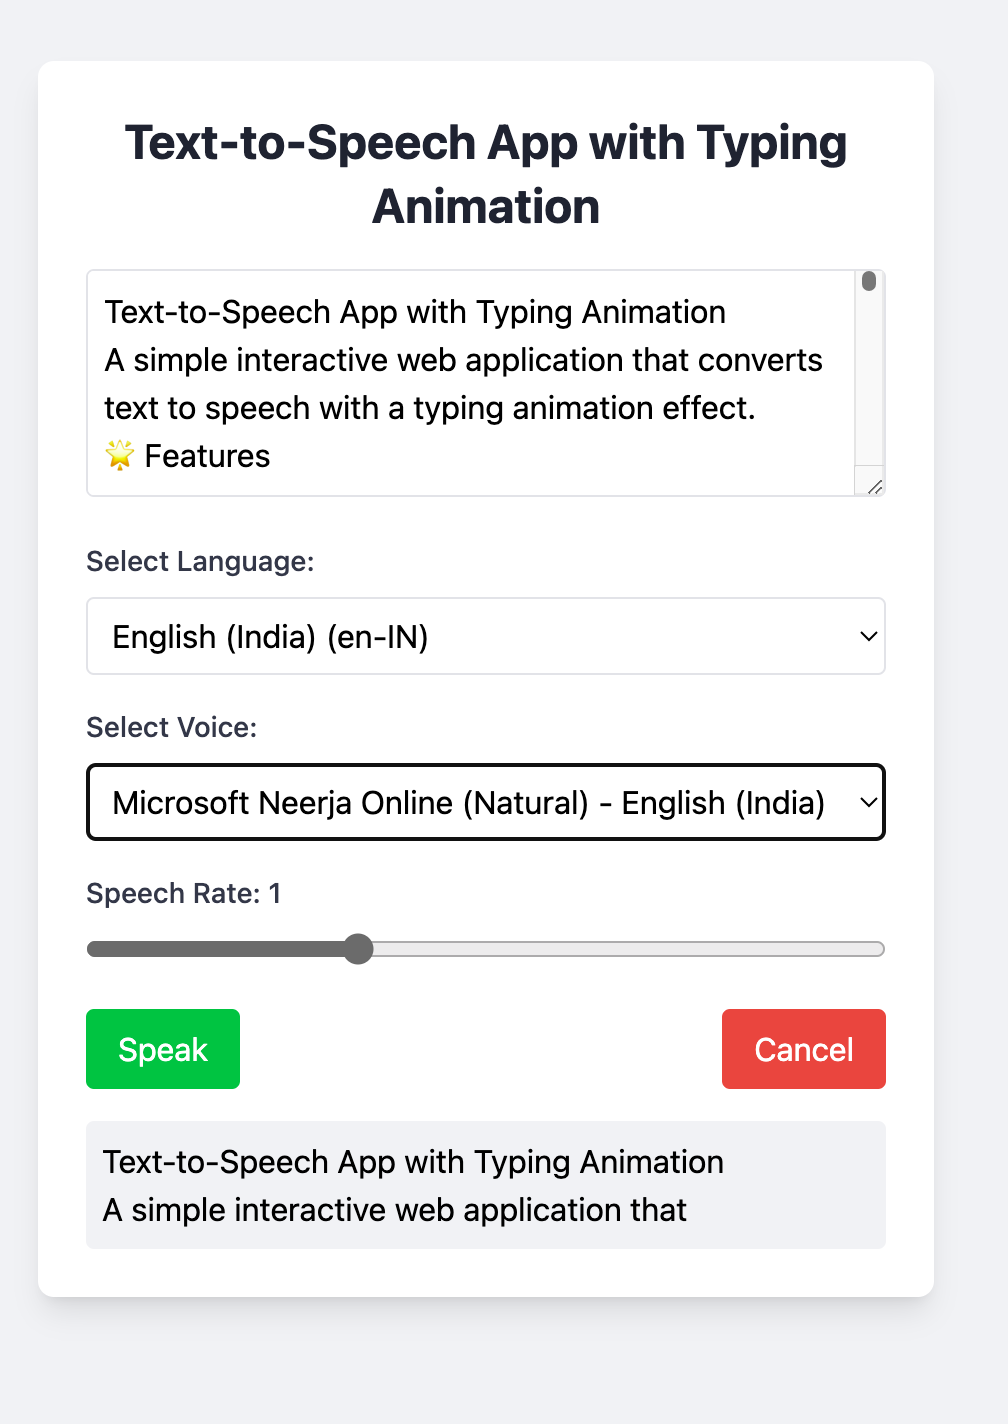 Text-to-Speech App with Typing
Animation
Text-to-Speech App with Typing Animation
A simple interactive web application that converts
text to speech with a typing animation effect.
🌟 Features
Select Language:
English (India) (en-IN)
Select Voice:
Microsoft Neerja Online (Natural) - English (India)
Speech Rate: 1
Speak
Cancel
Text-to-Speech App with Typing Animation
A simple interactive web application that